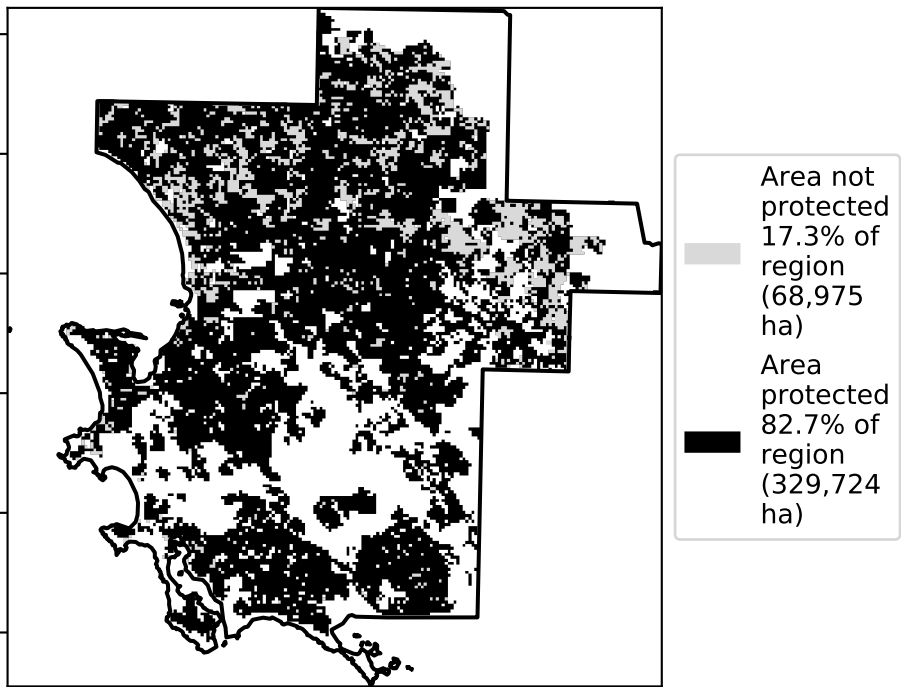 Area not
protected
17.3% of
region
(68,975
ha)
Area
protected
82.7% of
region
(329,724
ha)